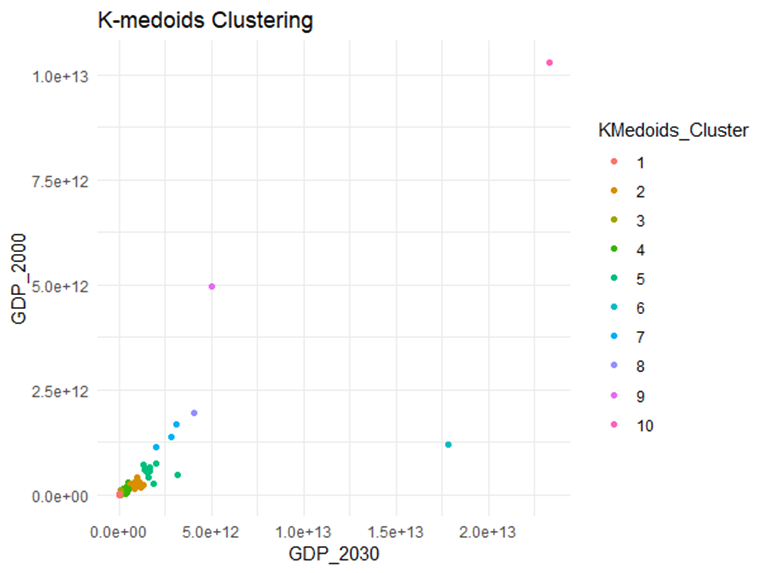 K-medoids Clustering
1.0e+13
7.5e+12
5.0e+12
2.5e+12
0.0e+00
GDP_2000
0.0e+00 5.0e+12 1.0e+13 1.5e+13 2.0e+13
GDP_2030
KMedoids_Cluster
1
2
3
4
5
6
7
8
9
10